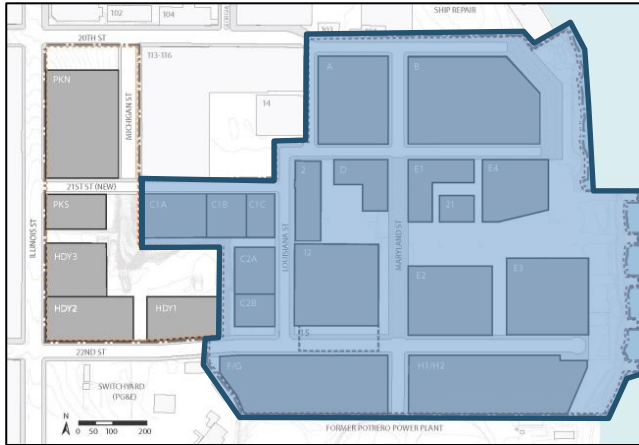 SHIP REPAIR
102
104
GEORGIA
20TH ST
113-116
A
B
PKN
MICHIGAN ST
14
21ST ST (NEW)
2
D
E1
E4
PKS
C1A
C1B
C1C
21
ILLINOIS ST
LOUISIANA ST
MARYLAND ST
HDY3
C2A
12
E2
E3
HDY2
HDY1
C2B
15
22ND ST
F/G
H1/H2
SWITCHYARD
(PG&E)
N
0 50 100 200
FORMER POTRERO POWER PLANT